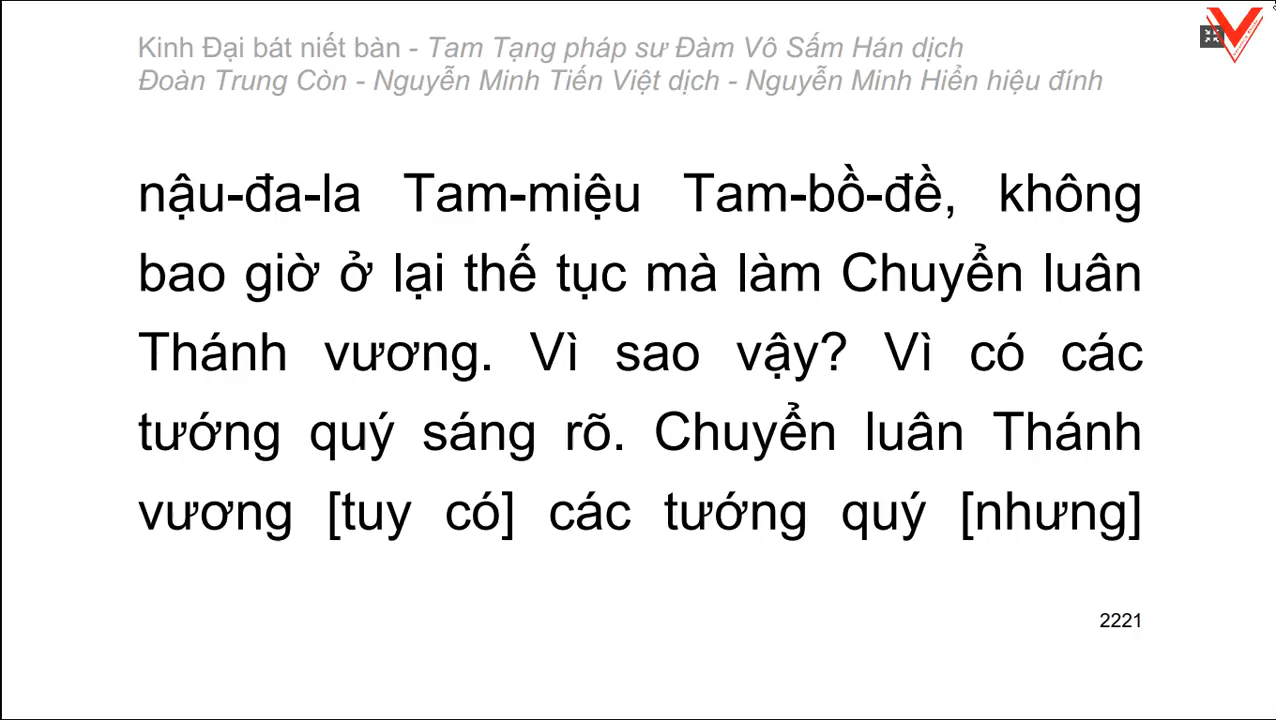 Kinh Đại bát niết bàn - Tam Tạng pháp sư Đàm Vô Sấm Hán dịch
Đoàn Trung Còn - Nguyễn Minh Tiến Việt dịch - Nguyễn Minh Hiển hiệu đính
nậu-đa-la Tam-miệu Tam-bồ-đề, không
bao giờ ở lại thế tục mà làm Chuyển luân
Thánh vương. Vì sao vậy? Vì có các
tướng quý sáng rõ. Chuyển luân Thánh
vương [tuy có] các tướng quý [nhưng]
2221